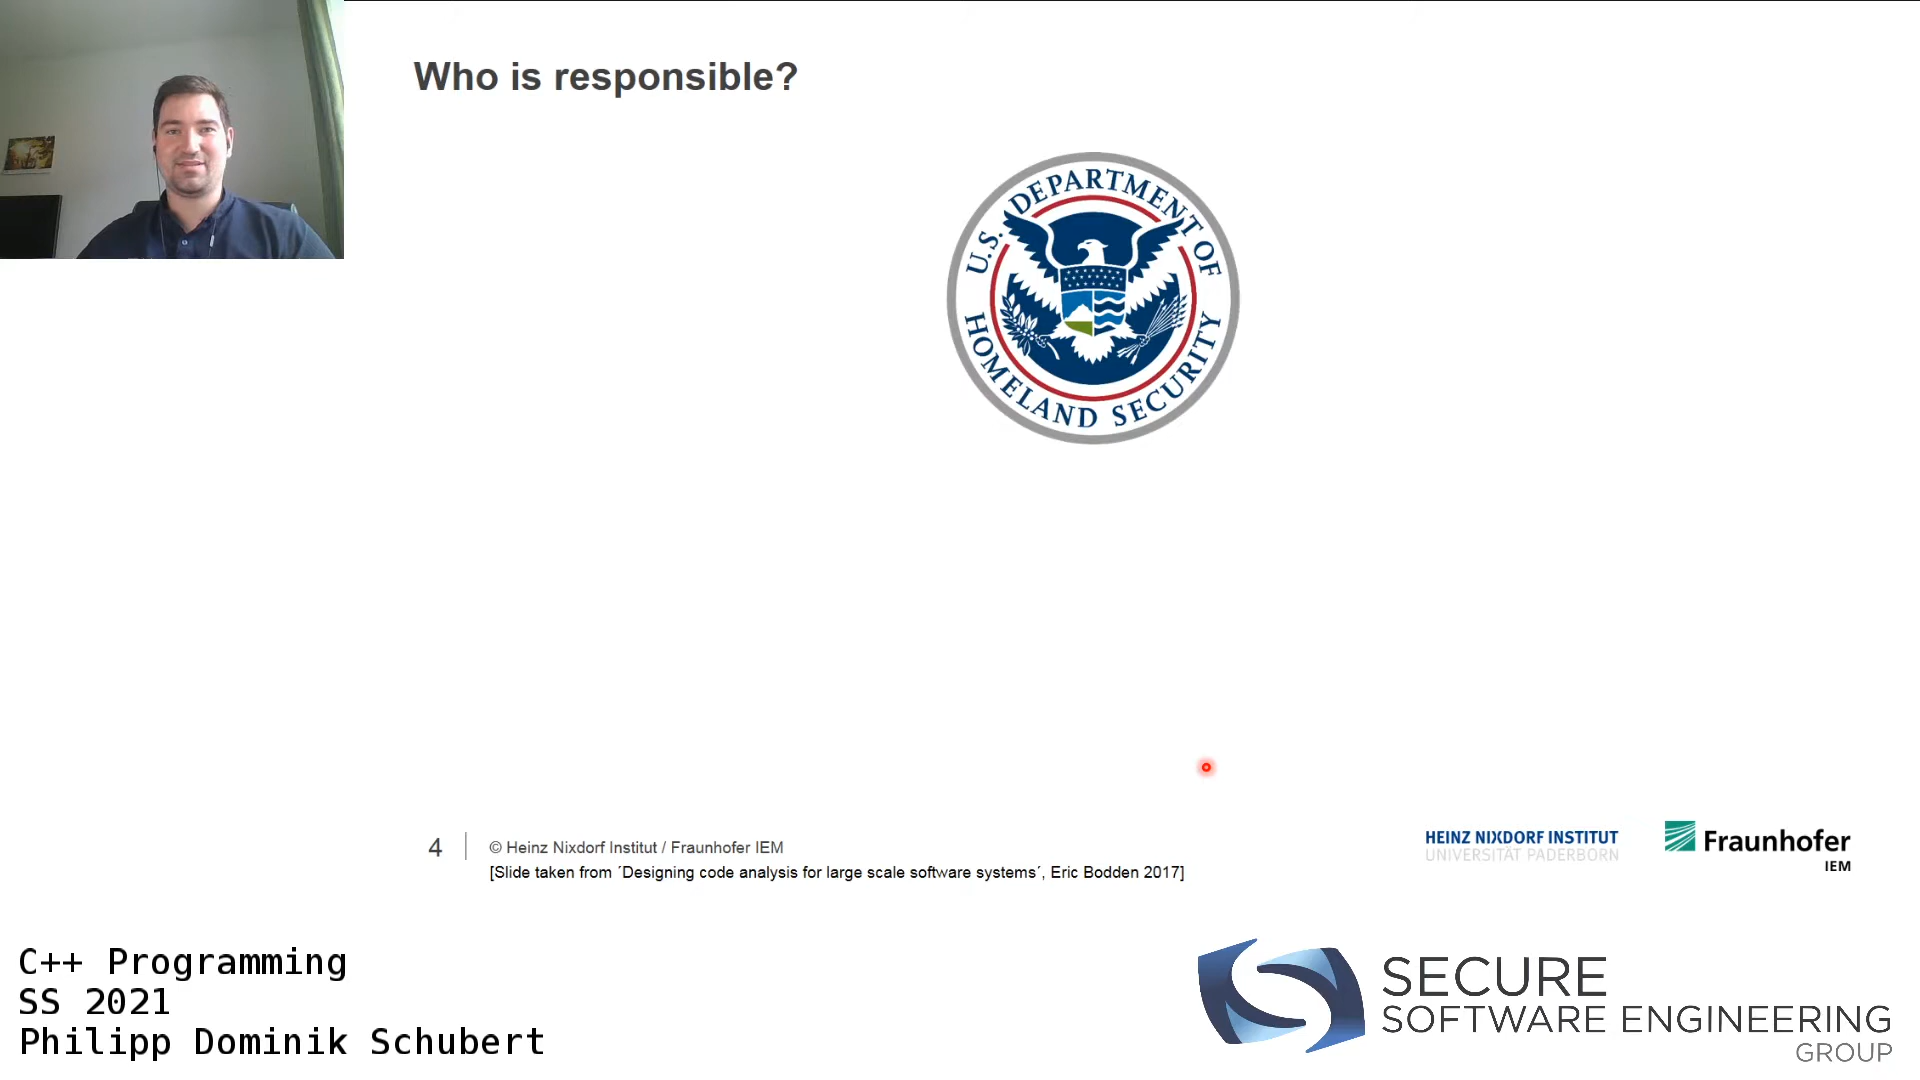 Who is responsible?
U.S. DEPARTMENT OF
HOMELAND SECURITY
4
© Heinz Nixdorf Institut / Fraunhofer IEM
[Slide taken from ´Designing code analysis for large scale software systems´, Eric Bodden 2017]
HEINZ NIXDORF INSTITUT
UNIVERSITÄT PADERBORN
Fraunhofer
IEM
C++ Programming
SS 2021
Philipp Dominik Schubert
SECURE
SOFTWARE ENGINEERING
GROUP